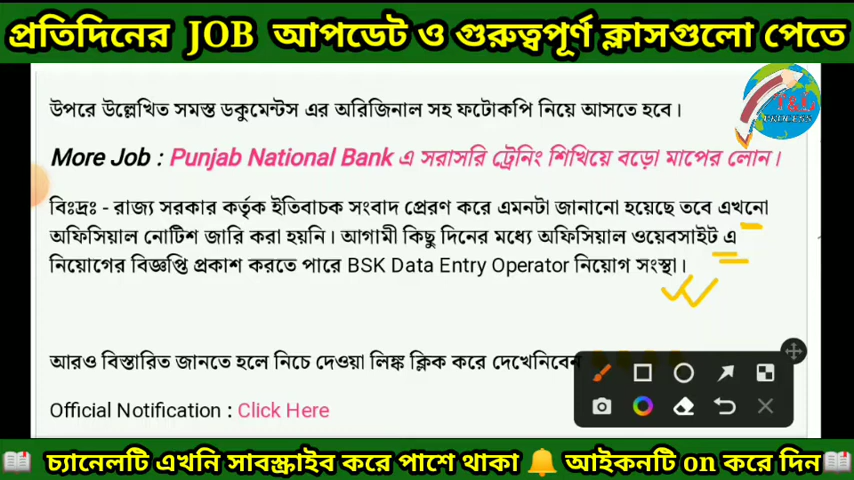 প্রতিদিনের JOB আপডেট ও গুরুত্বপূর্ণ ক্লাসগুলো পেতে
উপরে উল্লেখিত সমস্ত ডকুমেন্টস এর অরিজিনাল সহ ফটোকপি নিয়ে আসতে হবে।
T&L
PROCESS
More Job : Punjab National Bank এ সরাসরি ট্রেনিং শিখিয়ে বড়ো মাপের লোন।
বিঃদ্রঃ - রাজ্য সরকার কর্তৃক ইতিবাচক সংবাদ প্রেরণ করে এমনটা জানানো হয়েছে তবে এখনো
অফিসিয়াল নোটিশ জারি করা হয়নি। আগামী কিছু দিনের মধ্যে অফিসিয়াল ওয়েবসাইট এ
নিয়োগের বিজ্ঞপ্তি প্রকাশ করতে পারে BSK Data Entry Operator নিয়োগ সংস্থা।
আরও বিস্তারিত জানতে হলে নিচে দেওয়া লিঙ্ক ক্লিক করে দেখেনিবেন
Official Notification : Click Here
চ্যানেলটি এখনি সাবস্ক্রাইব করে পাশে থাকা আইকনটি on করে দিন